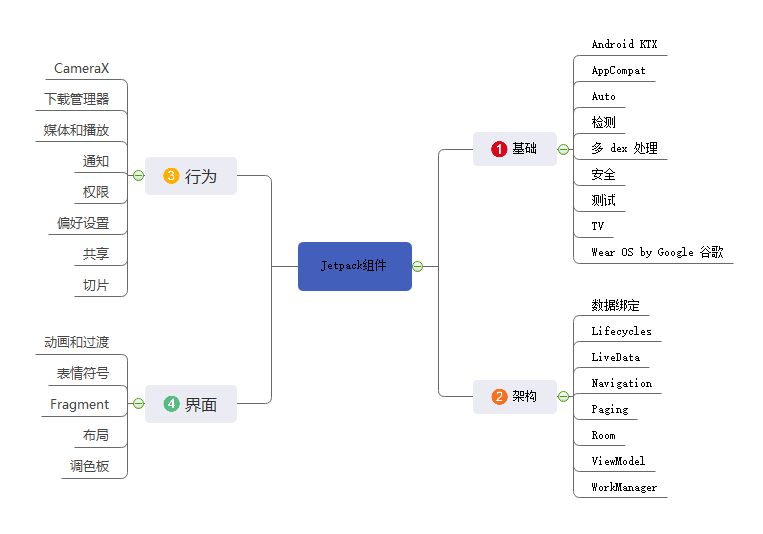 Jetpack组件
1 基础
Android KTX
AppCompat
Auto
检测
多 dex 处理
安全
测试
TV
Wear OS by Google 谷歌
2 架构
数据绑定
Lifecycles
LiveData
Navigation
Paging
Room
ViewModel
WorkManager
3 行为
CameraX
下载管理器
媒体和播放
通知
权限
偏好设置
共享
切片
4 界面
动画和过渡
表情符号
Fragment
布局
调色板